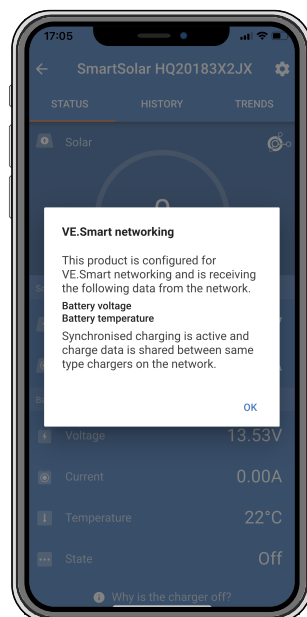 17:05
SmartSolar HQ20183X2JX
STATUS HISTORY TRENDS
Solar
VE.Smart networking
This product is configured for
VE.Smart networking and is receiving
the following data from the network.
Battery voltage
Battery temperature
Synchronised charging is active and
charge data is shared between same
type chargers on the network.
OK
Voltage 13.53V
Current 0.00A
Temperature 22°C
State Off
Why is the charger off?